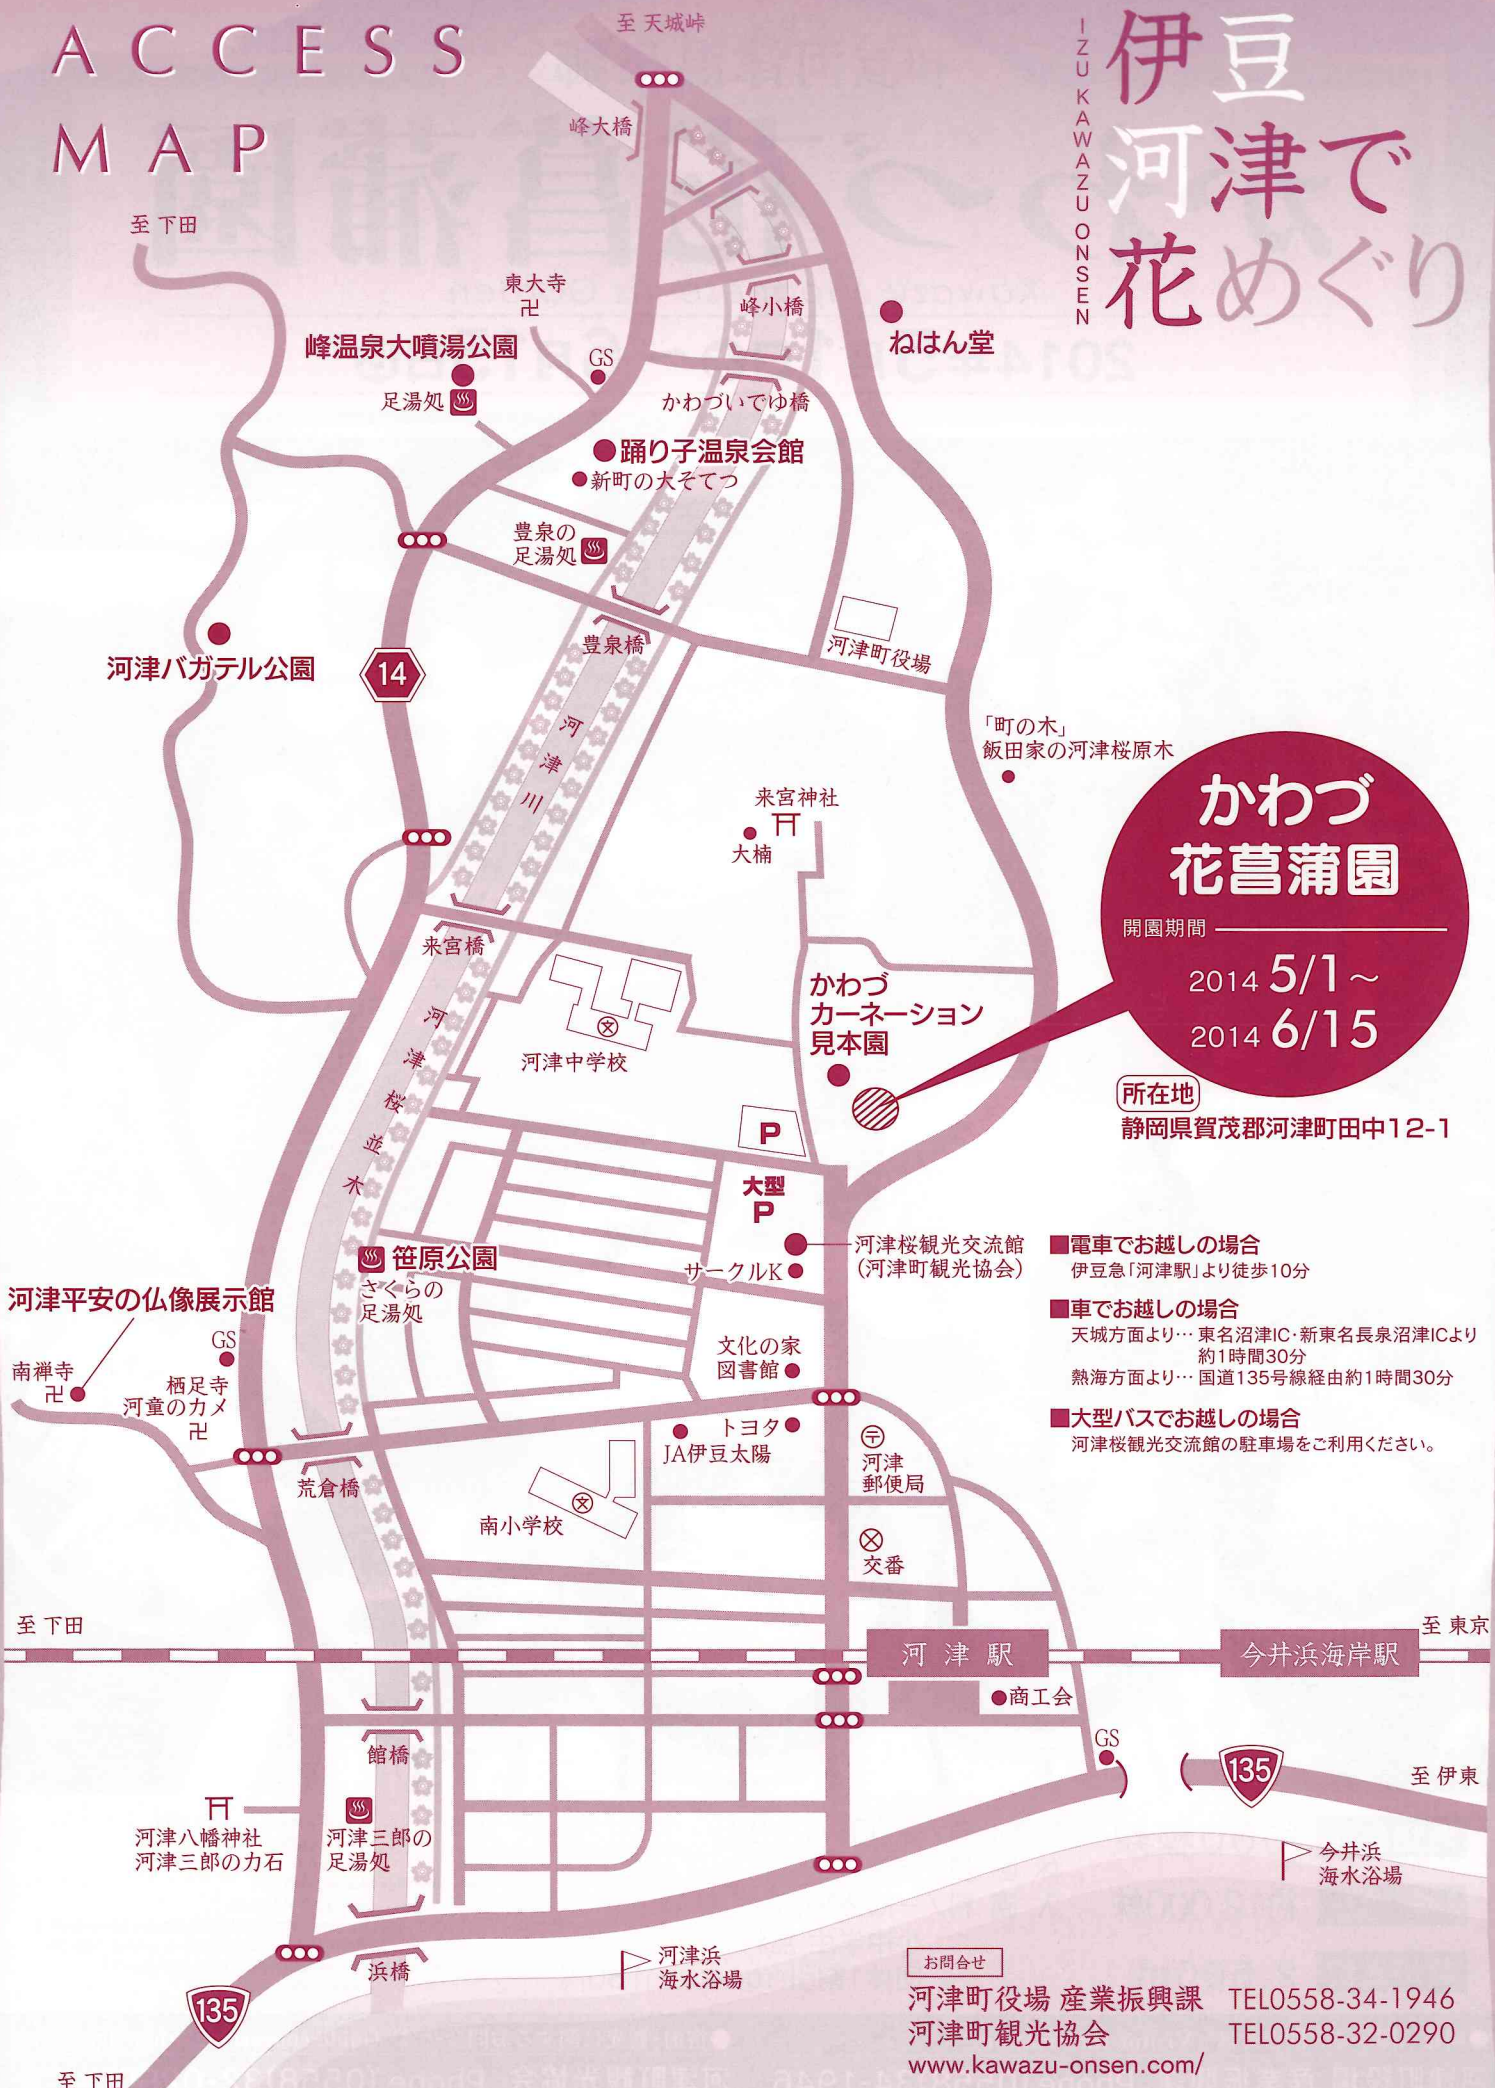 ACCESS
MAP
IZU KAWAZU ONSEN
伊豆
河津で
花めぐり
至 天城峠
峰大橋
至 下田
東大寺
峰温泉大噴湯公園
足湯処
GS
峰小橋
ねはん堂
かわづいでゆ橋
踊り子温泉会館
新町の大そてつ
豊泉の
足湯処
豊泉橋
河津町役場
河津バガテル公園
14
河津川
「町の木」
飯田家の河津桜原木
来宮神社
大楠
来宮橋
河津桜並木
河津中学校
文
かわづ
カーネーション
見本園
かわづ
花菖蒲園
開園期間
2014 5/1～
2014 6/15
所在地
静岡県賀茂郡河津町田中12-1
P
大型
P
河津桜観光交流館
(河津町観光協会)
サークルK
笹原公園
さくらの
足湯処
文化の家
図書館
河津平安の仏像展示館
南禅寺
GS
栖足寺
河童のカメ
荒倉橋
トヨタ
JA伊豆太陽
南小学校
文
河津
郵便局
交番
■電車でお越しの場合
伊豆急「河津駅」より徒歩10分
■車でお越しの場合
天城方面より… 東名沼津IC・新東名長泉沼津ICより
約1時間30分
熱海方面より… 国道135号線経由約1時間30分
■大型バスでお越しの場合
河津桜観光交流館の駐車場をご利用ください。
至 下田
河津駅
今井浜海岸駅
至 東京
商工会
GS
135
至 伊東
館橋
河津八幡神社
河津三郎の力石
河津三郎の
足湯処
今井浜
海水浴場
浜橋
河津浜
海水浴場
135
至 下田
お問合せ
河津町役場 産業振興課 TEL0558-34-1946
河津町観光協会 TEL0558-32-0290
www.kawazu-onsen.com/